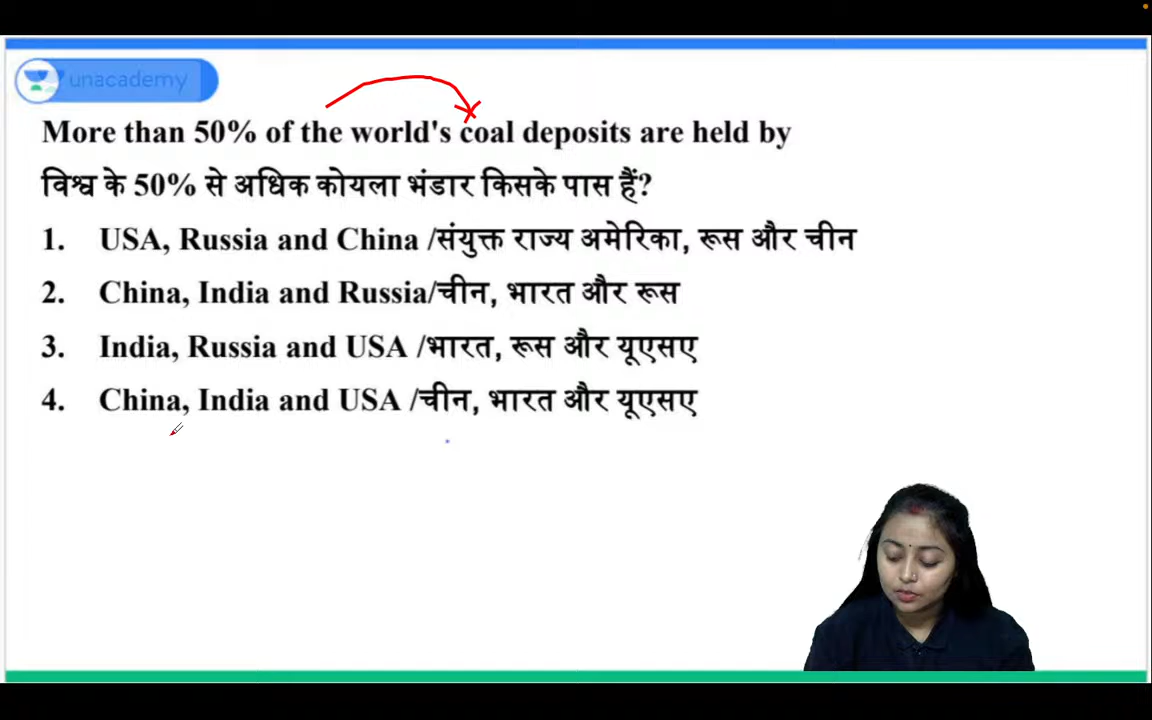 unacademy
More than 50% of the world's coal deposits are held by
विश्व के 50% से अधिक कोयला भंडार किसके पास हैं?
1. USA, Russia and China /संयुक्त राज्य अमेरिका, रूस और चीन
2. China, India and Russia/चीन, भारत और रूस
3. India, Russia and USA /भारत, रूस और यूएसए
4. China, India and USA /चीन, भारत और यूएसए